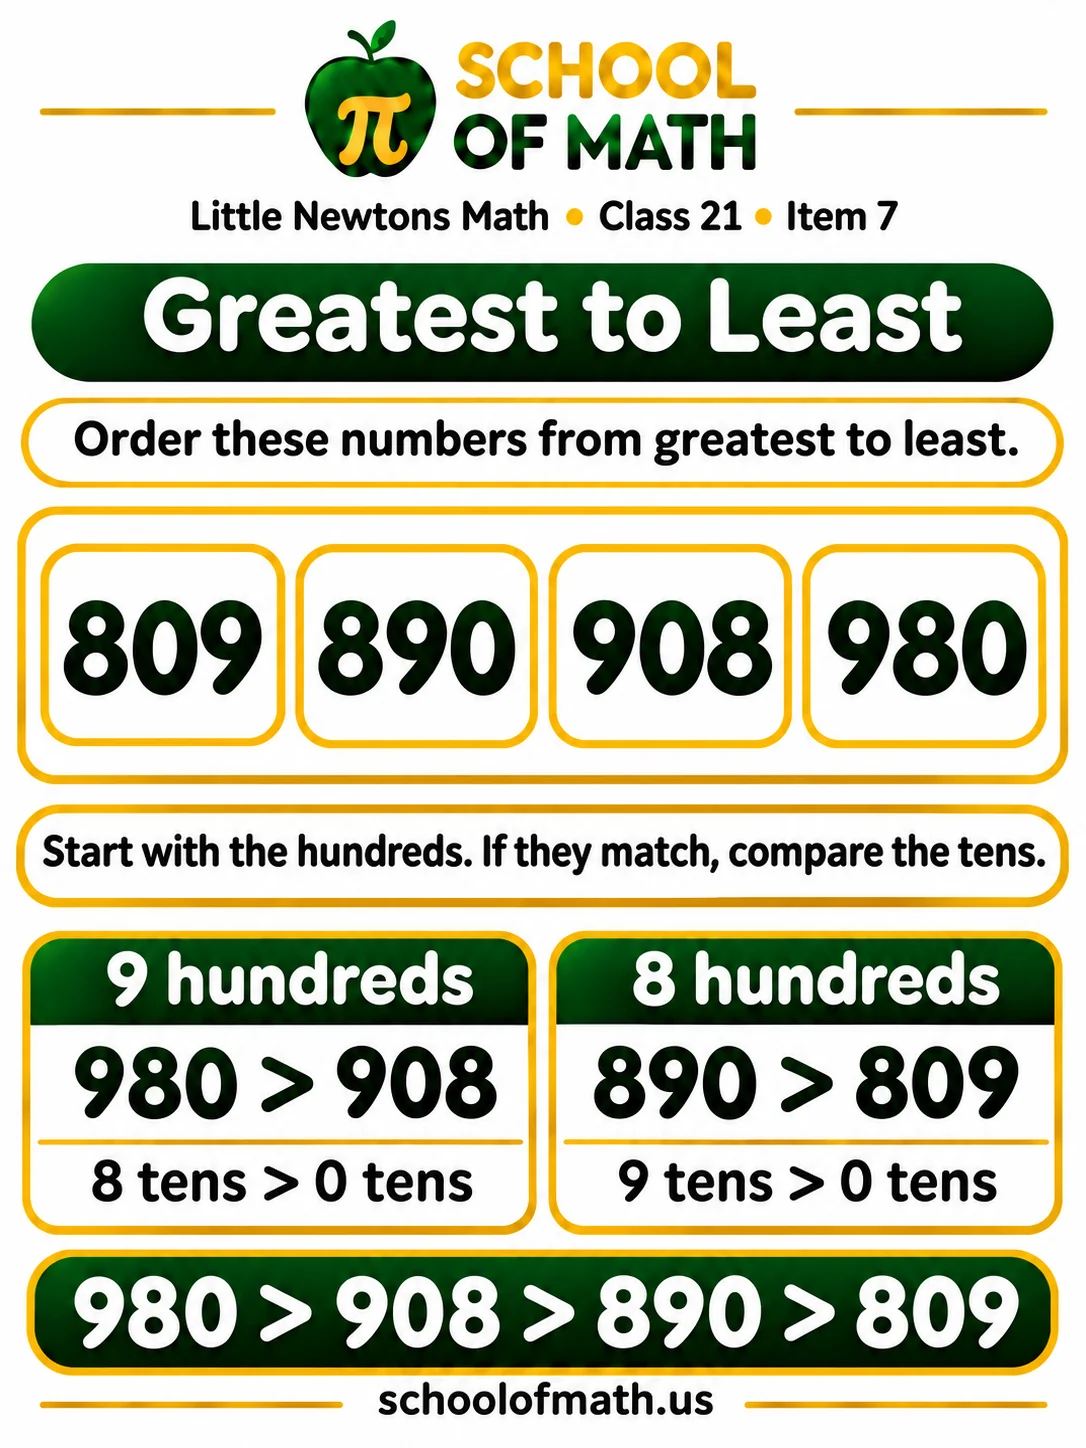 π
SCHOOL
OF MATH
Little Newtons Math • Class 21 • Item 7
Greatest to Least
Order these numbers from greatest to least.
809 890 908 980
Start with the hundreds. If they match, compare the tens.
9 hundreds
980 > 908
8 tens > 0 tens
8 hundreds
890 > 809
9 tens > 0 tens
980 > 908 > 890 > 809
schoolofmath.us